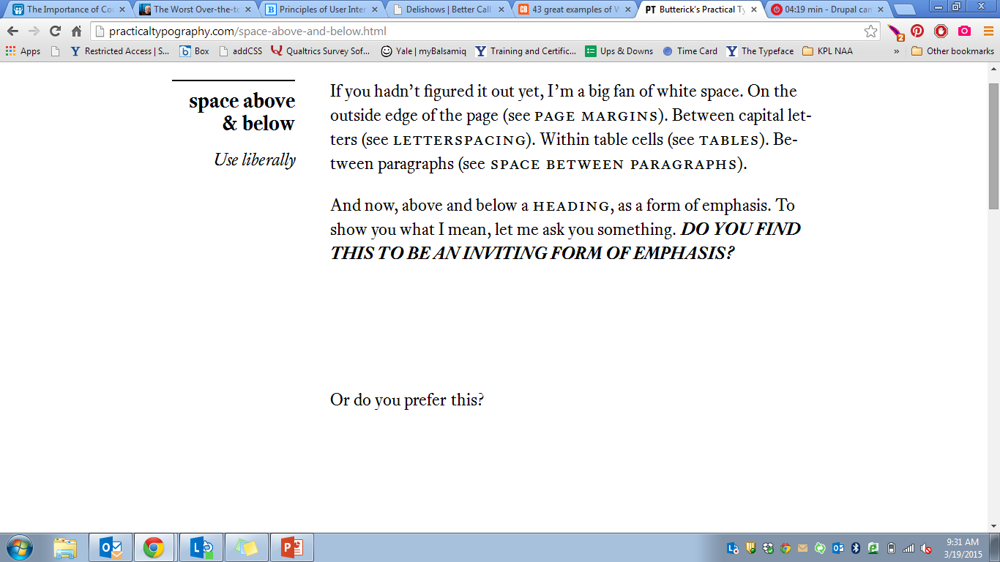 The Importance of Co
The Worst Over-the-to
Principles of User Inter
Delishows | Better Call
43 great examples of W
PT Butterick's Practical Ty
04:19 min - Drupal can
practicaltypography.com/space-above-and-below.html
2
Apps
Restricted Access | S...
Box
addCSS
Qualtrics Survey Sof...
Yale | myBalsamiq
Training and Certific...
Ups & Downs
Time Card
The Typeface
KPL NAA
»
Other bookmarks
space above
& below
Use liberally
If you hadn't figured it out yet, I'm a big fan of white space. On the
outside edge of the page (see PAGE MARGINS). Between capital let-
ters (see LETTERSPACING). Within table cells (see TABLES). Be-
tween paragraphs (see SPACE BETWEEN PARAGRAPHS).
And now, above and below a HEADING, as a form of emphasis. To
show you what I mean, let me ask you something. DO YOU FIND
THIS TO BE AN INVITING FORM OF EMPHASIS?
Or do you prefer this?
9:31 AM
3/19/2015